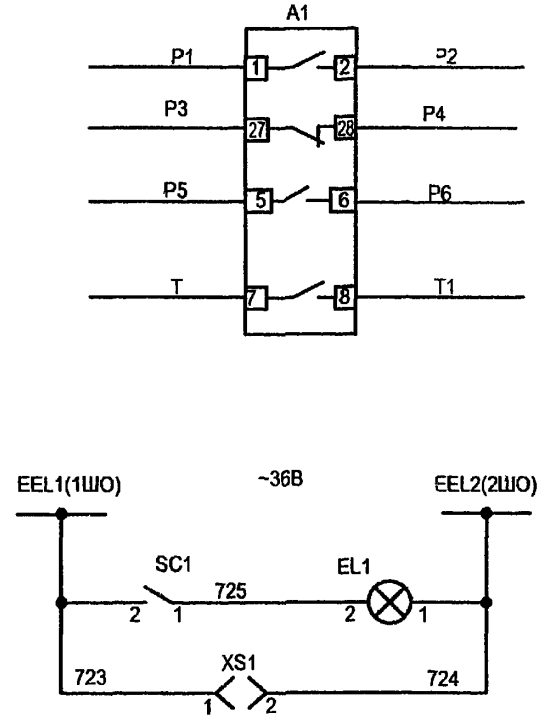 A1
P1 1 2 P2
P3 27 28 P4
P5 5 6 P6
T 7 8 T1
~36В
EEL1(1ШО) EEL2(2ШО)
SC1 EL1
2 1 725 2 1
723 XS1 724
1 2